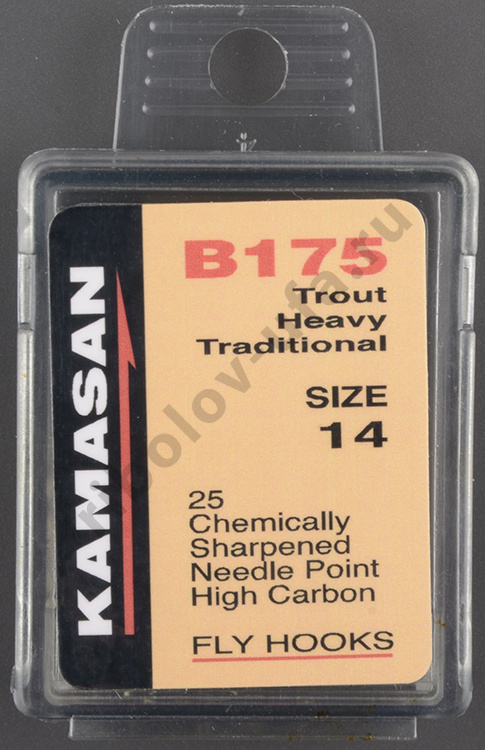 KAMASAN
B175
Trout
Heavy
Traditional
SIZE
14
25
Chemically
Sharpened
Needle Point
High Carbon
FLY HOOKS